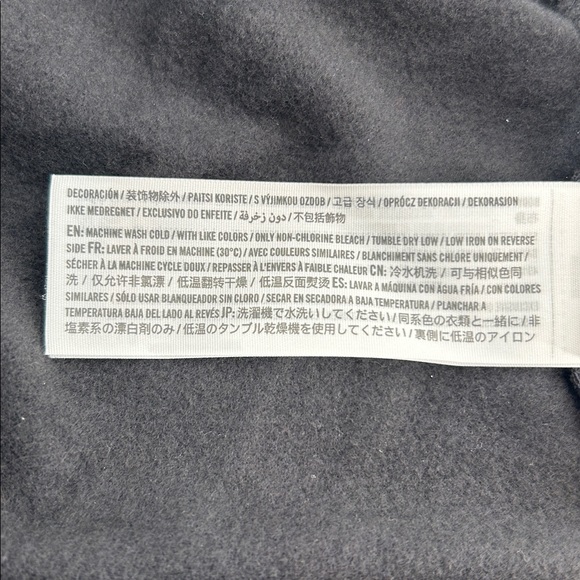 DECORACIÓN / 装饰物除外 / PAITSI KORISTE / S VÝJIMKOU OZDOB / 고급 장식 / OPRÓCZ DEKORACJI / DEKORASJON
IKKE MEDREGNET / EXCLUSIVO DO ENFEITE / دون زخرفة / 不包括飾物
EN: MACHINE WASH COLD / WITH LIKE COLORS / ONLY NON-CHLORINE BLEACH / TUMBLE DRY LOW / LOW IRON ON REVERSE
SIDE FR: LAVER À FROID EN MACHINE (30°C) / AVEC COULEURS SIMILAIRES / BLANCHIMENT SANS CHLORE UNIQUEMENT /
SÉCHER À LA MACHINE CYCLE DOUX / REPASSER À L'ENVERS À FAIBLE CHALEUR CN: 冷水机洗 / 可与相似色同
洗 / 仅允许非氯漂 / 低温翻转干燥 / 低温反面熨烫 ES: LAVAR A MÁQUINA CON AGUA FRÍA / CON COLORES
SIMILARES / SÓLO USAR BLANQUEADOR SIN CLORO / SECAR EN SECADORA A BAJA TEMPERATURA / PLANCHAR A
TEMPERATURA BAJA DEL LADO AL REVÉS JP: 洗濯機で水洗いしてください / 同系色の衣類と一緒に / 非
塩素系の漂白剤のみ / 低温のタンブル乾燥機を使用してください / 裏側に低温のアイロン